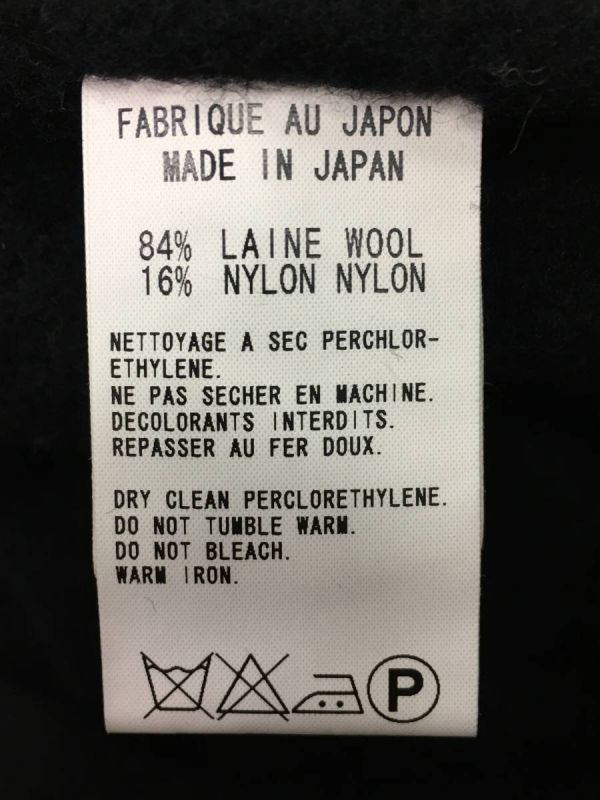 FABRIQUE AU JAPON
MADE IN JAPAN
84% LAINE WOOL
16% NYLON NYLON
NETTOYAGE A SEC PERCHLOR-
ETHYLENE.
NE PAS SECHER EN MACHINE.
DECOLORANTS INTERDITS.
REPASSER AU FER DOUX.
DRY CLEAN PERCLORETHYLENE.
DO NOT TUMBLE WARM.
DO NOT BLEACH.
WARM IRON.
P